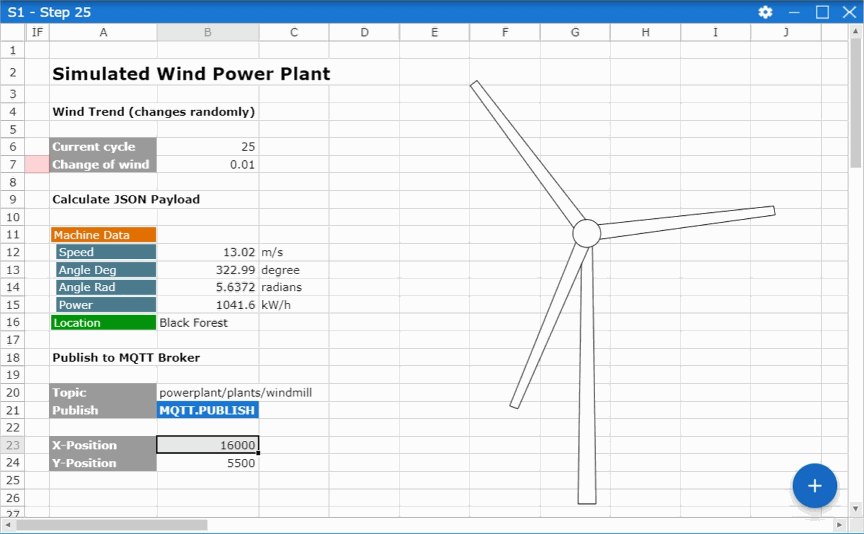 S1 - Step 25
IF A B C D E F G H I J
1
2 Simulated Wind Power Plant
3
4 Wind Trend (changes randomly)
5
6 Current cycle 25
7 Change of wind 0.01
8
9 Calculate JSON Payload
10
11 Machine Data
12 Speed 13.02 m/s
13 Angle Deg 322.99 degree
14 Angle Rad 5.6372 radians
15 Power 1041.6 kW/h
16 Location Black Forest
17
18 Publish to MQTT Broker
19
20 Topic powerplant/plants/windmill
21 Publish MQTT.PUBLISH
22
23 X-Position 16000
24 Y-Position 5500
25
26
27